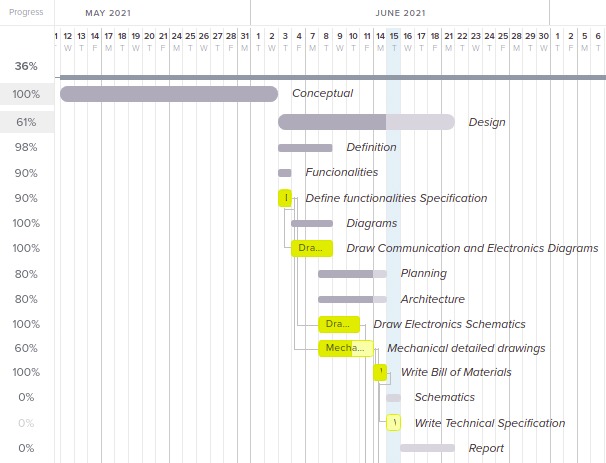 Progress MAY 2021 JUNE 2021
12 13 14 17 18 19 20 21 24 25 26 27 28 31 1 2 3 4 7 8 9 10 11 14 15 16 17 18 21 22 23 24 25 28 29 30 1 2 5 6
W T F M T W T F M T W T F M T W T F M T W T F M T W T F M T W T F M T W T F M T
36%
100% Conceptual
61% Design
98% Definition
90% Funcionalities
90% Define functionalities Specification
100% Diagrams
100% Dra... Draw Communication and Electronics Diagrams
80% Planning
80% Architecture
100% Dra... Draw Electronics Schematics
60% Mecha... Mechanical detailed drawings
100% Write Bill of Materials
0% Schematics
0% Write Technical Specification
0% Report